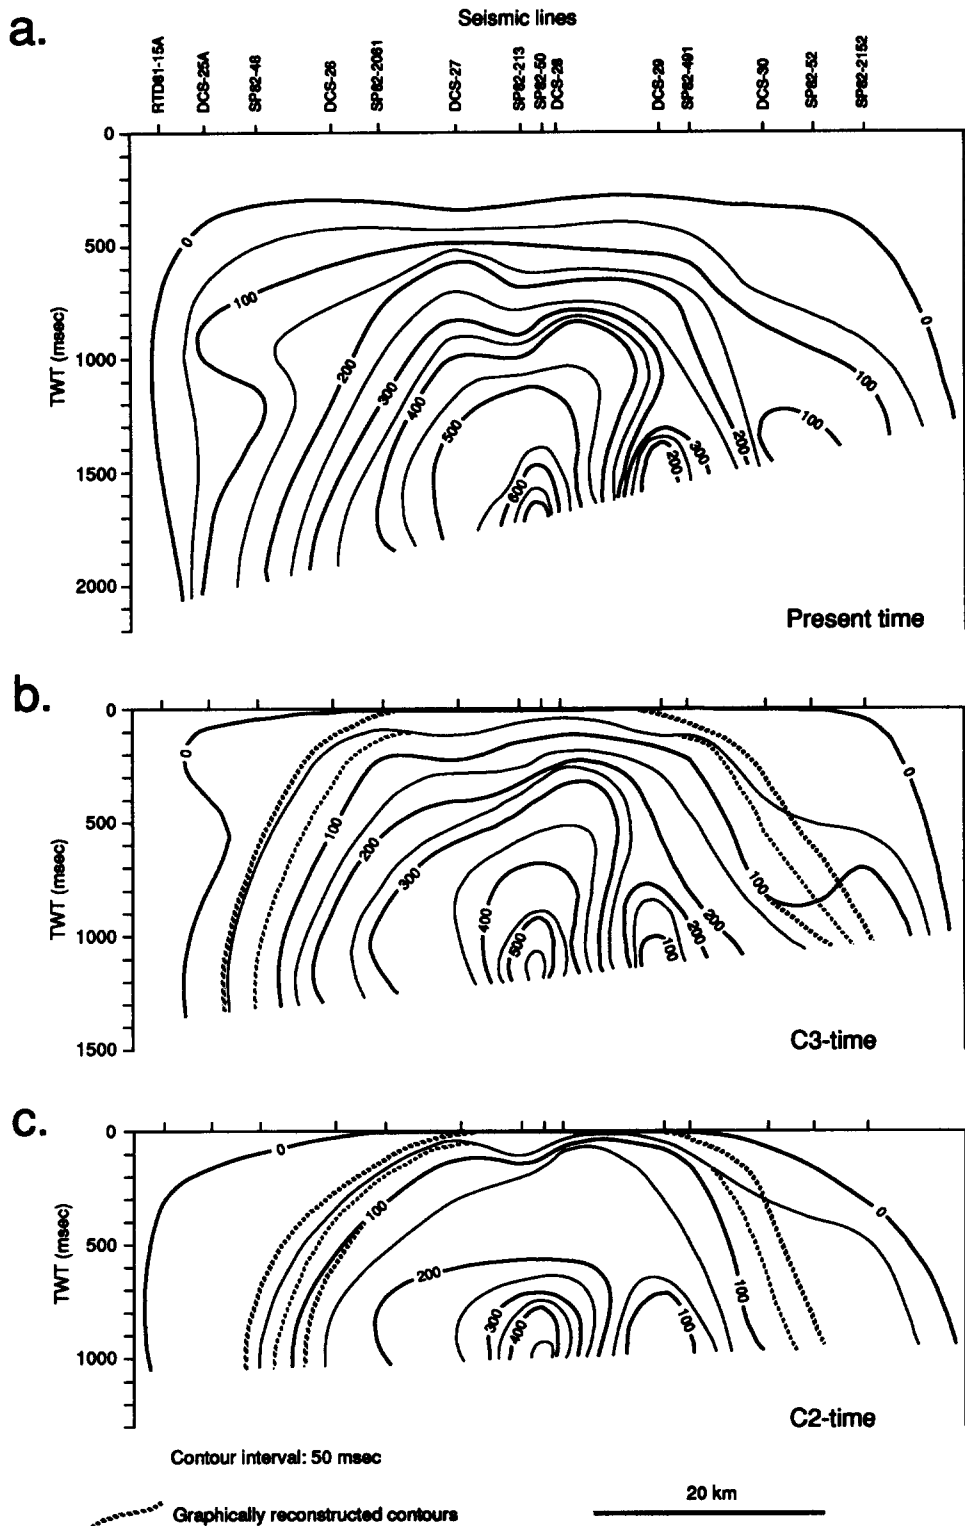 a.
Seismic lines
RTD81-15A
DCS-25A
SP82-48
DCS-26
SP82-2061
DCS-27
SP82-213
SP82-50
DCS-28
DCS-29
SP82-491
DCS-30
SP82-52
SP82-2152
0
500
1000
1500
2000
TWT (msec)
0
100
200
300
400
500
600
200
300
200
100
100
0
Present time
b.
0
500
1000
1500
TWT (msec)
0
100
200
300
400
500
100
200
200
100
0
C3-time
c.
0
500
1000
TWT (msec)
0
100
200
300
400
100
100
0
C2-time
Contour interval: 50 msec
Graphically reconstructed contours
20 km